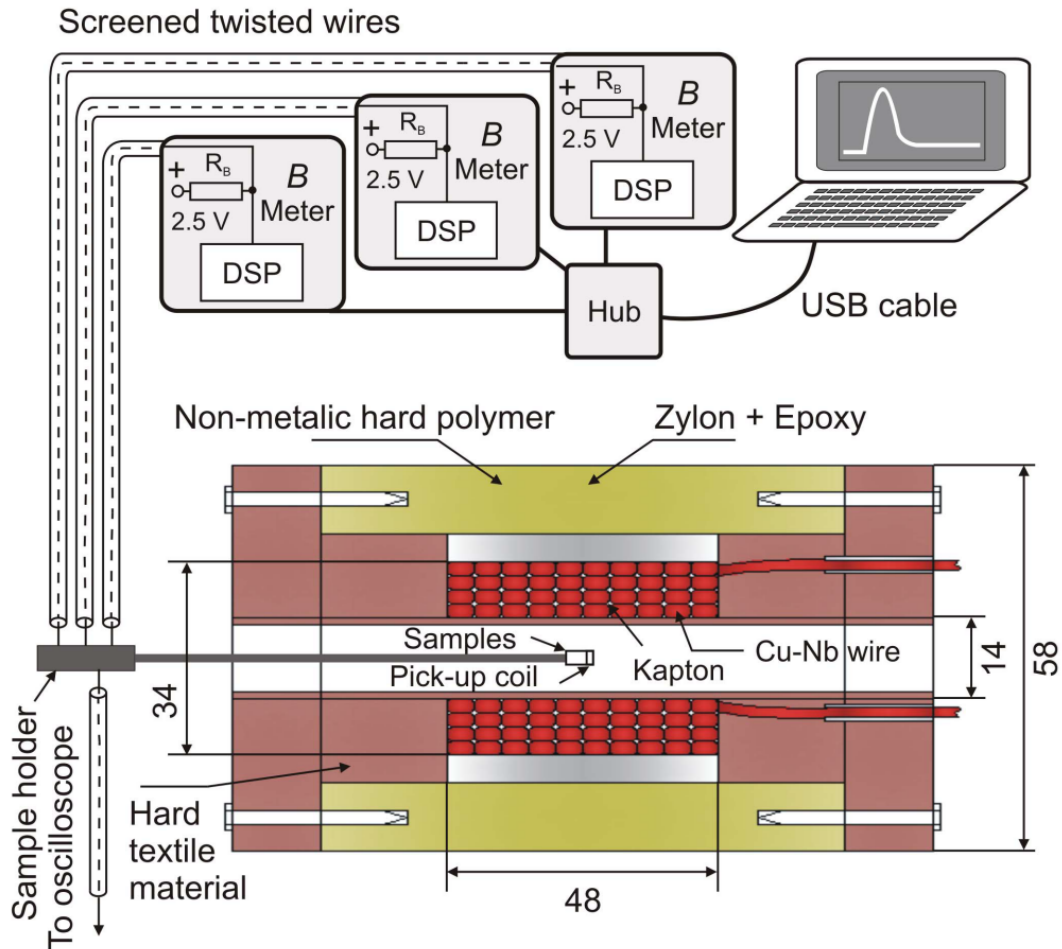 Screened twisted wires
+
R_B
2.5 V
B
Meter
DSP
+
R_B
2.5 V
B
Meter
DSP
+
R_B
2.5 V
B
Meter
DSP
Hub
USB cable
Non-metalic hard polymer
Zylon + Epoxy
Samples
Pick-up coil
Kapton
Cu-Nb wire
34
14
58
48
Sample holder
To oscilloscope
Hard
textile
material